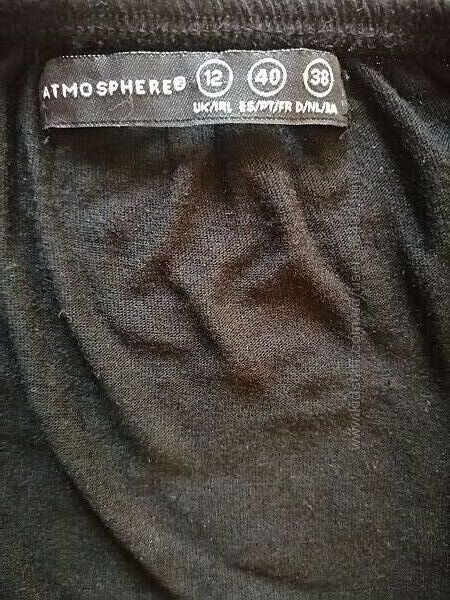 ATMOSPHERE® 12 40 38
UK/IRL ES/PT/FR D/NL/BA